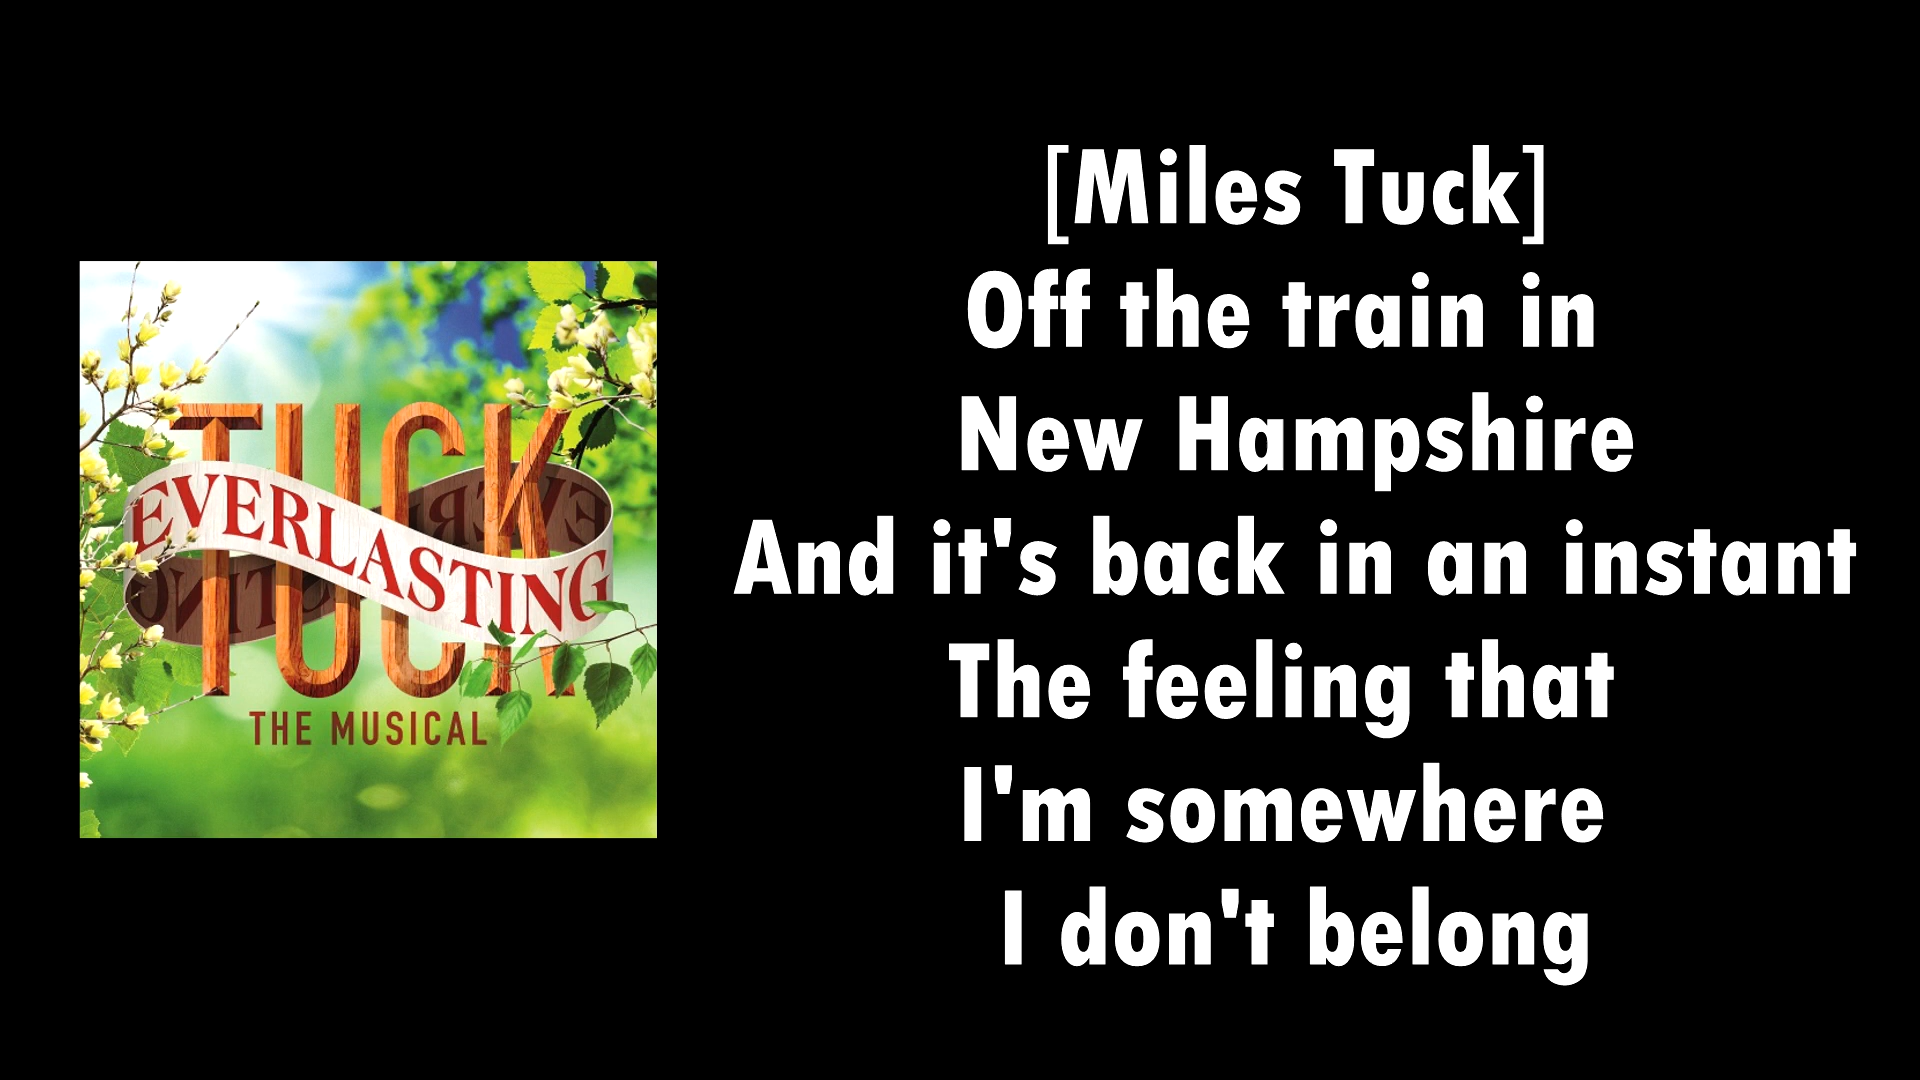 TUCK
EVERLASTING
THE MUSICAL
[Miles Tuck]
Off the train in
New Hampshire
And it's back in an instant
The feeling that
I'm somewhere
I don't belong